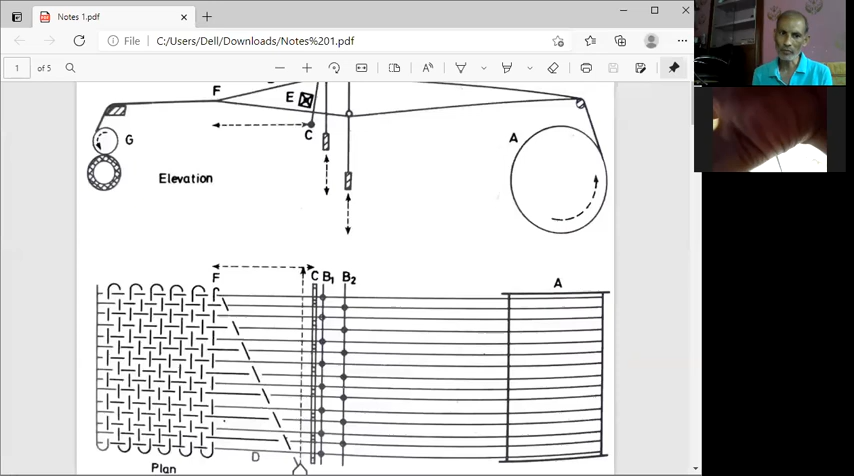 Notes 1.pdf
File
C:/Users/Dell/Downloads/Notes%201.pdf
1
of 5
F
E
C
G
A
Elevation
F
C B1 B2
A
D
Plan